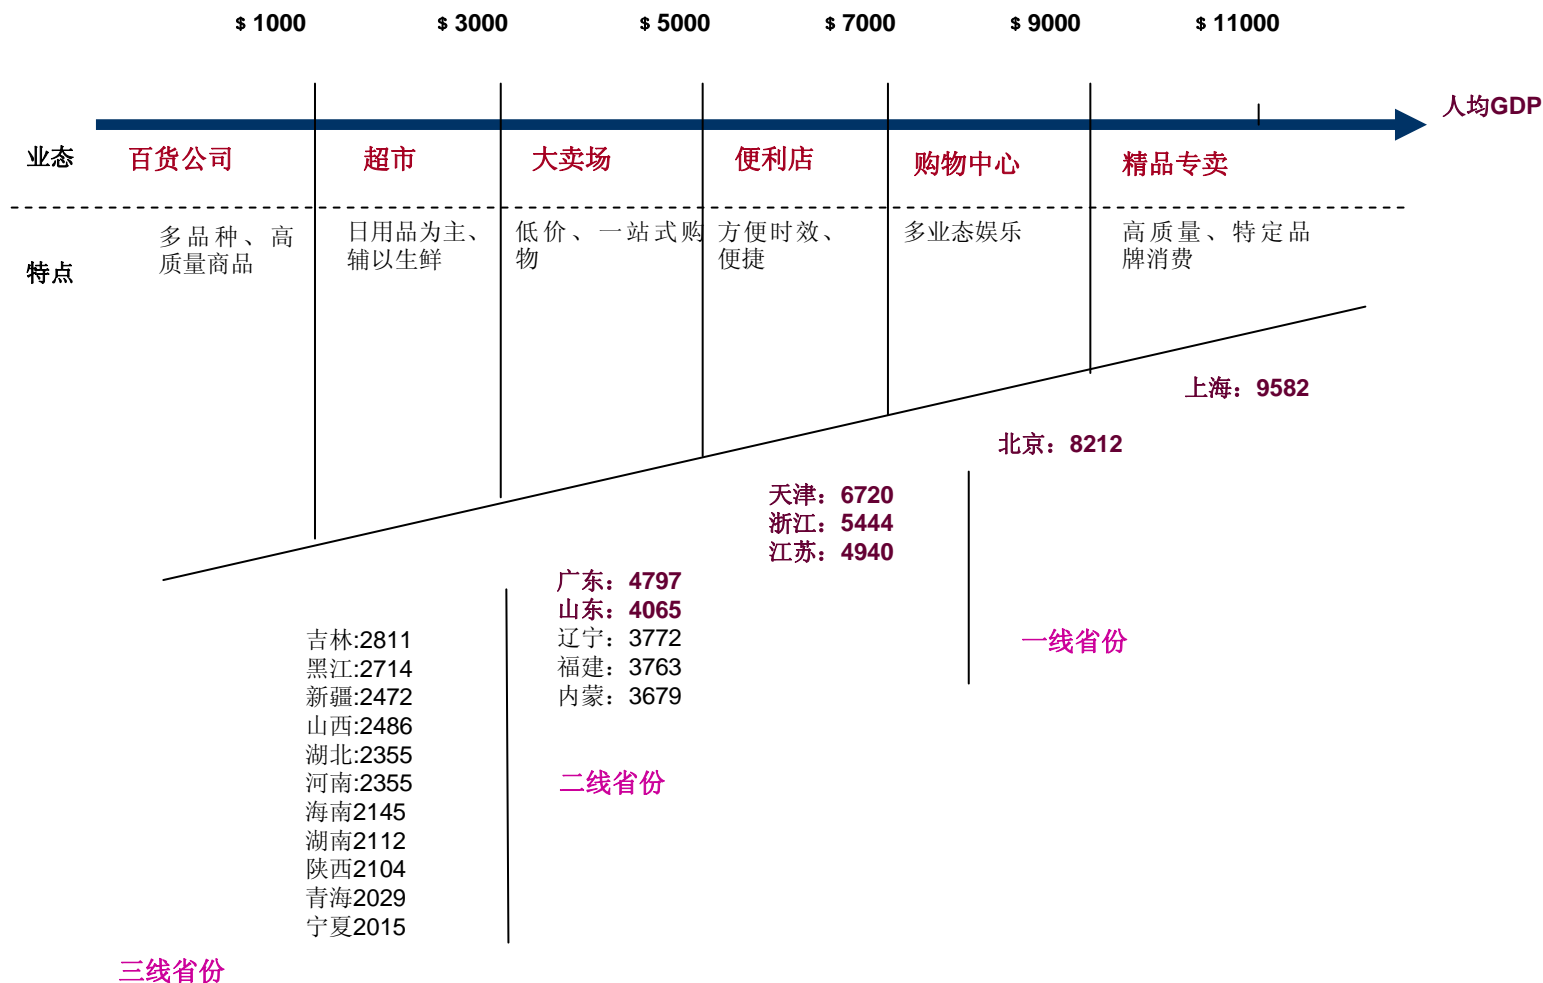 $ 1000
$ 3000
$ 5000
$ 7000
$ 9000
$ 11000
人均GDP
业态
百货公司
超市
大卖场
便利店
购物中心
精品专卖
特点
多品种、高
质量商品
日用品为主、
辅以生鲜
低价、一站式购
物
方便时效、
便捷
多业态娱乐
高质量、特定品
牌消费
上海：9582
北京：8212
天津：6720
浙江：5444
江苏：4940
一线省份
广东：4797
山东：4065
辽宁：3772
福建：3763
内蒙：3679
二线省份
吉林:2811
黑江:2714
新疆:2472
山西:2486
湖北:2355
河南:2355
海南2145
湖南2112
陕西2104
青海2029
宁夏2015
三线省份